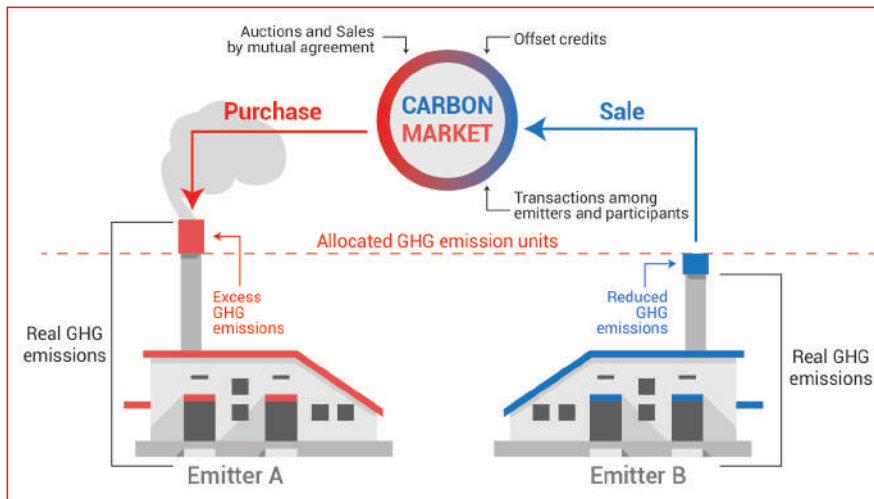 Auctions and Sales
by mutual agreement
Offset credits
Purchase
CARBON
MARKET
Sale
Transactions among
emitters and participants
Allocated GHG emission units
Excess
GHG
emissions
Reduced
GHG
emissions
Real GHG
emissions
Real GHG
emissions
Emitter A
Emitter B